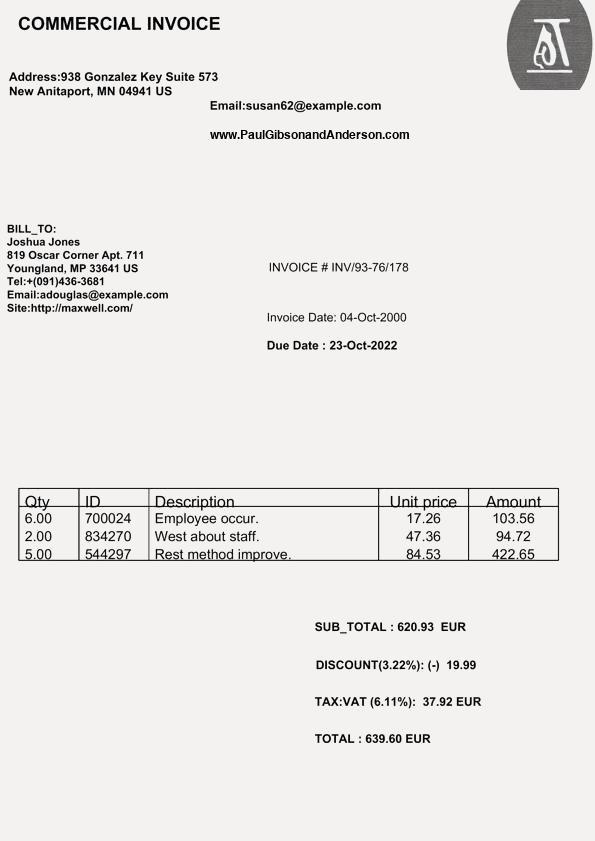 COMMERCIAL INVOICE
Address:938 Gonzalez Key Suite 573
New Anitaport, MN 04941 US
Email:susan62@example.com
www.PaulGibsonandAnderson.com
BILL_TO:
Joshua Jones
819 Oscar Corner Apt. 711
Youngland, MP 33641 US
Tel:+(091)436-3681
Email:adouglas@example.com
Site:http://maxwell.com/
INVOICE # INV/93-76/178
Invoice Date: 04-Oct-2000
Due Date : 23-Oct-2022
Qty ID Description Unit price Amount
6.00 700024 Employee occur. 17.26 103.56
2.00 834270 West about staff. 47.36 94.72
5.00 544297 Rest method improve. 84.53 422.65
SUB_TOTAL : 620.93 EUR
DISCOUNT(3.22%): (-) 19.99
TAX:VAT (6.11%): 37.92 EUR
TOTAL : 639.60 EUR